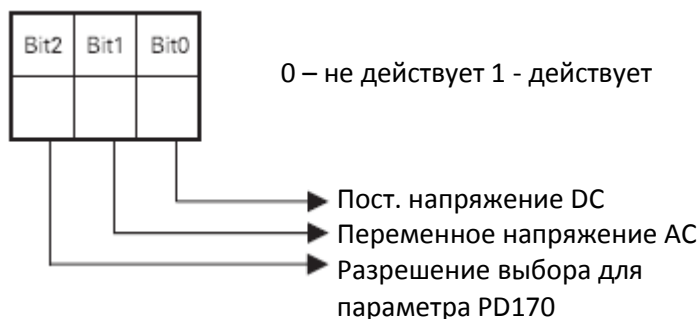 Bit2 Bit1 Bit0
0 – не действует 1 - действует
Пост. напряжение DC
Переменное напряжение AC
Разрешение выбора для
параметра PD170